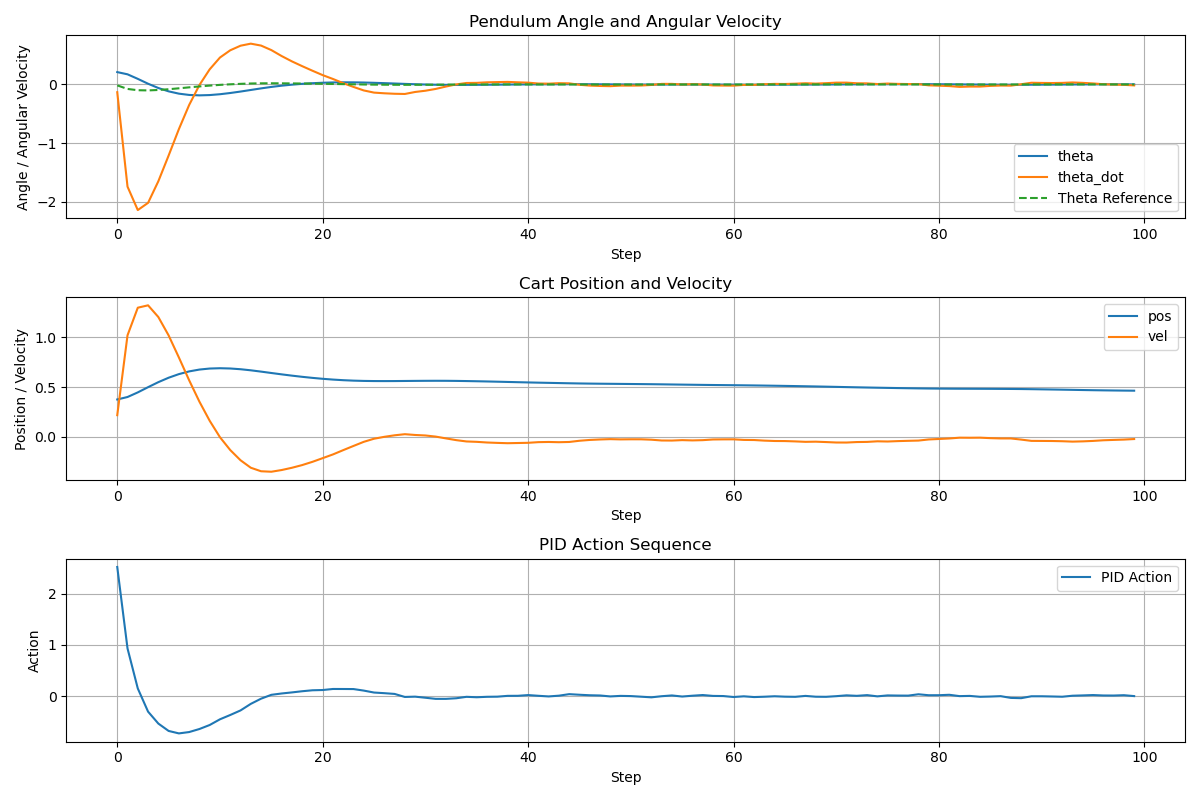 Pendulum Angle and Angular Velocity
Angle / Angular Velocity
0
−1
−2
theta
theta_dot
Theta Reference
0 20 40 60 80 100
Step
Cart Position and Velocity
Position / Velocity
1.0
0.5
0.0
pos
vel
0 20 40 60 80 100
Step
PID Action Sequence
Action
2
1
0
PID Action
0 20 40 60 80 100
Step